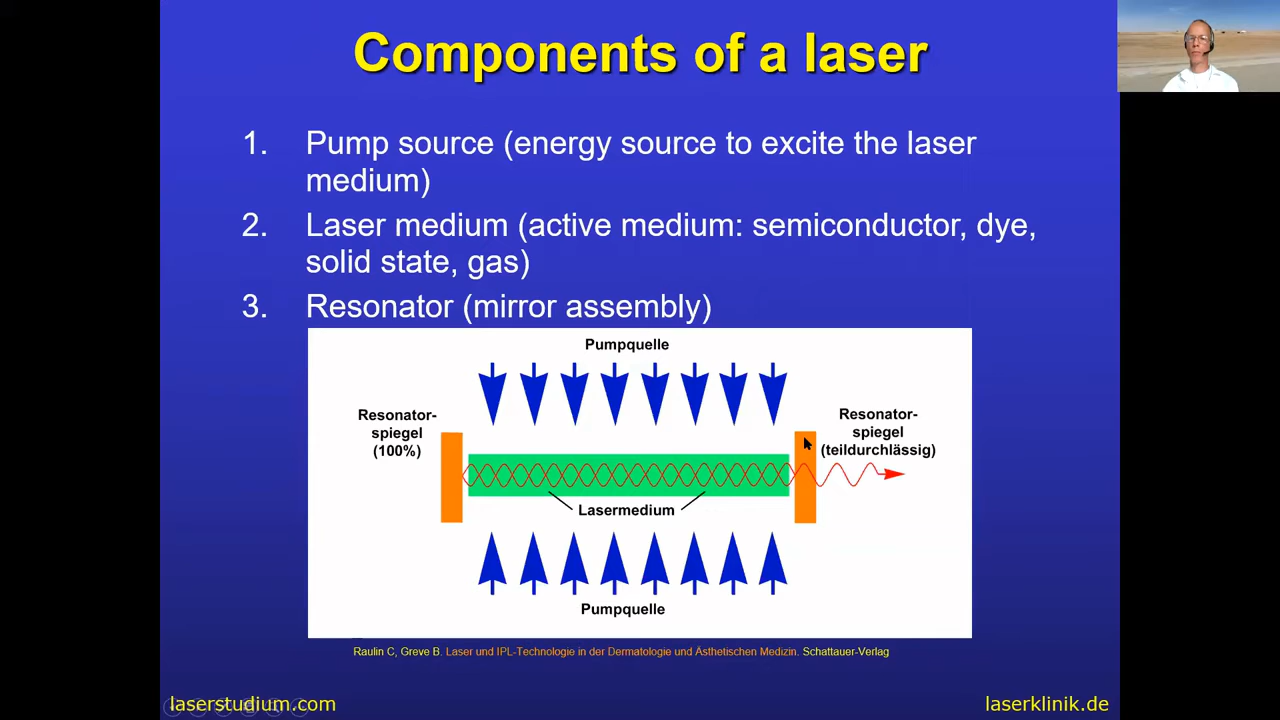 Components of a laser
1. Pump source (energy source to excite the laser
medium)
2. Laser medium (active medium: semiconductor, dye,
solid state, gas)
3. Resonator (mirror assembly)
Pumpquelle
Resonator-
spiegel
(100%)
Resonator-
spiegel
(teildurchlässig)
Lasermedium
Pumpquelle
Raulin C, Greve B. Laser und IPL-Technologie in der Dermatologie und Ästhetischen Medizin. Schattauer-Verlag
laserstudium.com
laserklinik.de